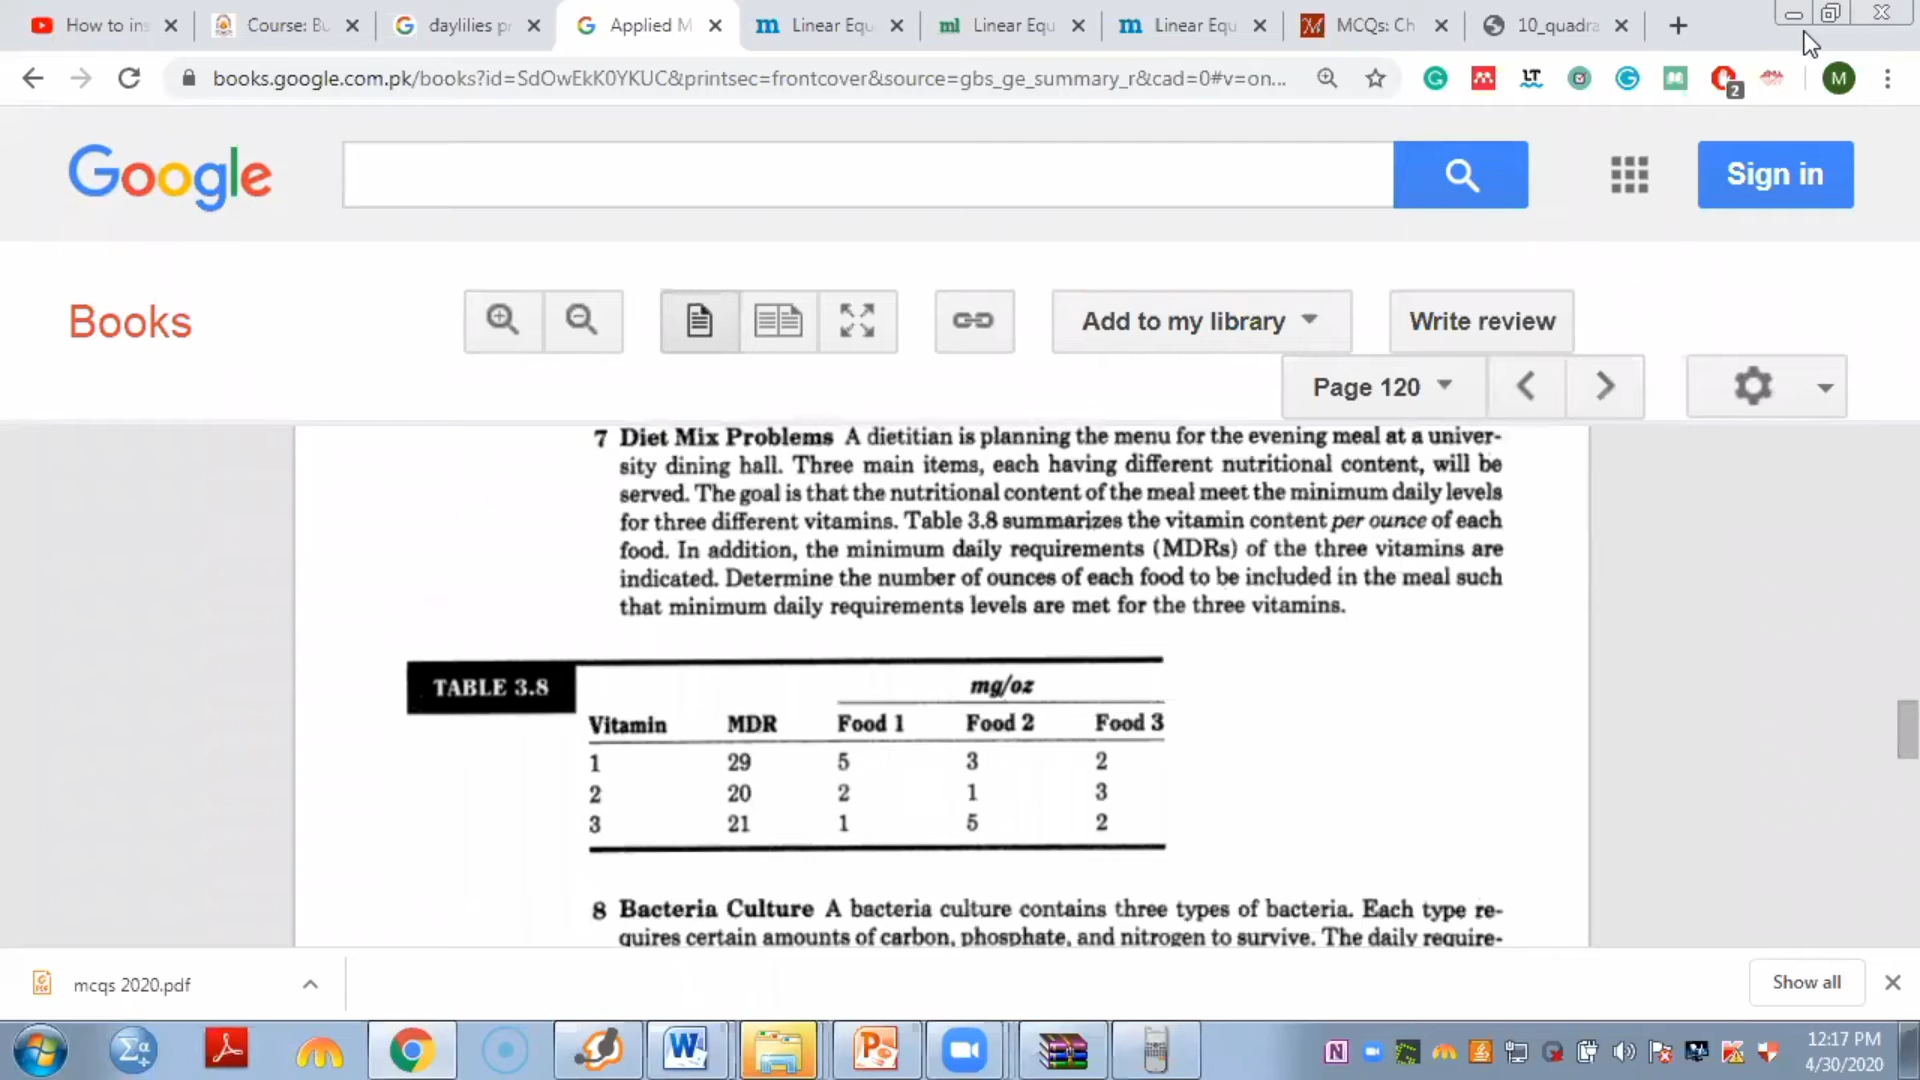 How to ins
Course: Bu
daylilies pr
Applied M
Linear Equ
Linear Equ
Linear Equ
MCQs: Ch
10_quadra
books.google.com.pk/books?id=SdOwEkK0YKUC&printsec=frontcover&source=gbs_ge_summary_r&cad=0#v=on...
2
M
Google
Sign in
Books
Add to my library
Write review
Page 120
7 Diet Mix Problems A dietitian is planning the menu for the evening meal at a univer-
sity dining hall. Three main items, each having different nutritional content, will be
served. The goal is that the nutritional content of the meal meet the minimum daily levels
for three different vitamins. Table 3.8 summarizes the vitamin content per ounce of each
food. In addition, the minimum daily requirements (MDRs) of the three vitamins are
indicated. Determine the number of ounces of each food to be included in the meal such
that minimum daily requirements levels are met for the three vitamins.
TABLE 3.8
mg/oz
Vitamin MDR Food 1 Food 2 Food 3
1 29 5 3 2
2 20 2 1 3
3 21 1 5 2
8 Bacteria Culture A bacteria culture contains three types of bacteria. Each type re-
quires certain amounts of carbon, phosphate, and nitrogen to survive. The daily require-
mcqs 2020.pdf
Show all
12:17 PM
4/30/2020